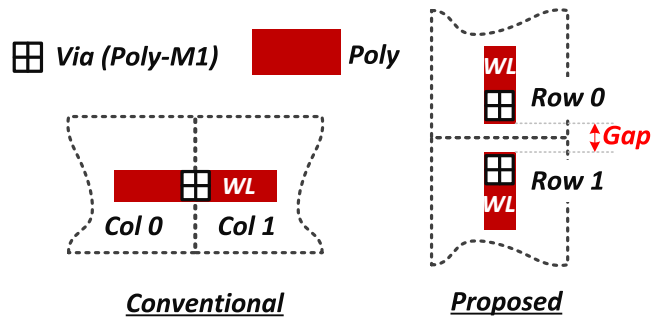 Via (Poly-M1)
Poly
WL
Row 0
Gap
WL
Row 1
WL
Col 0
Col 1
Conventional
Proposed